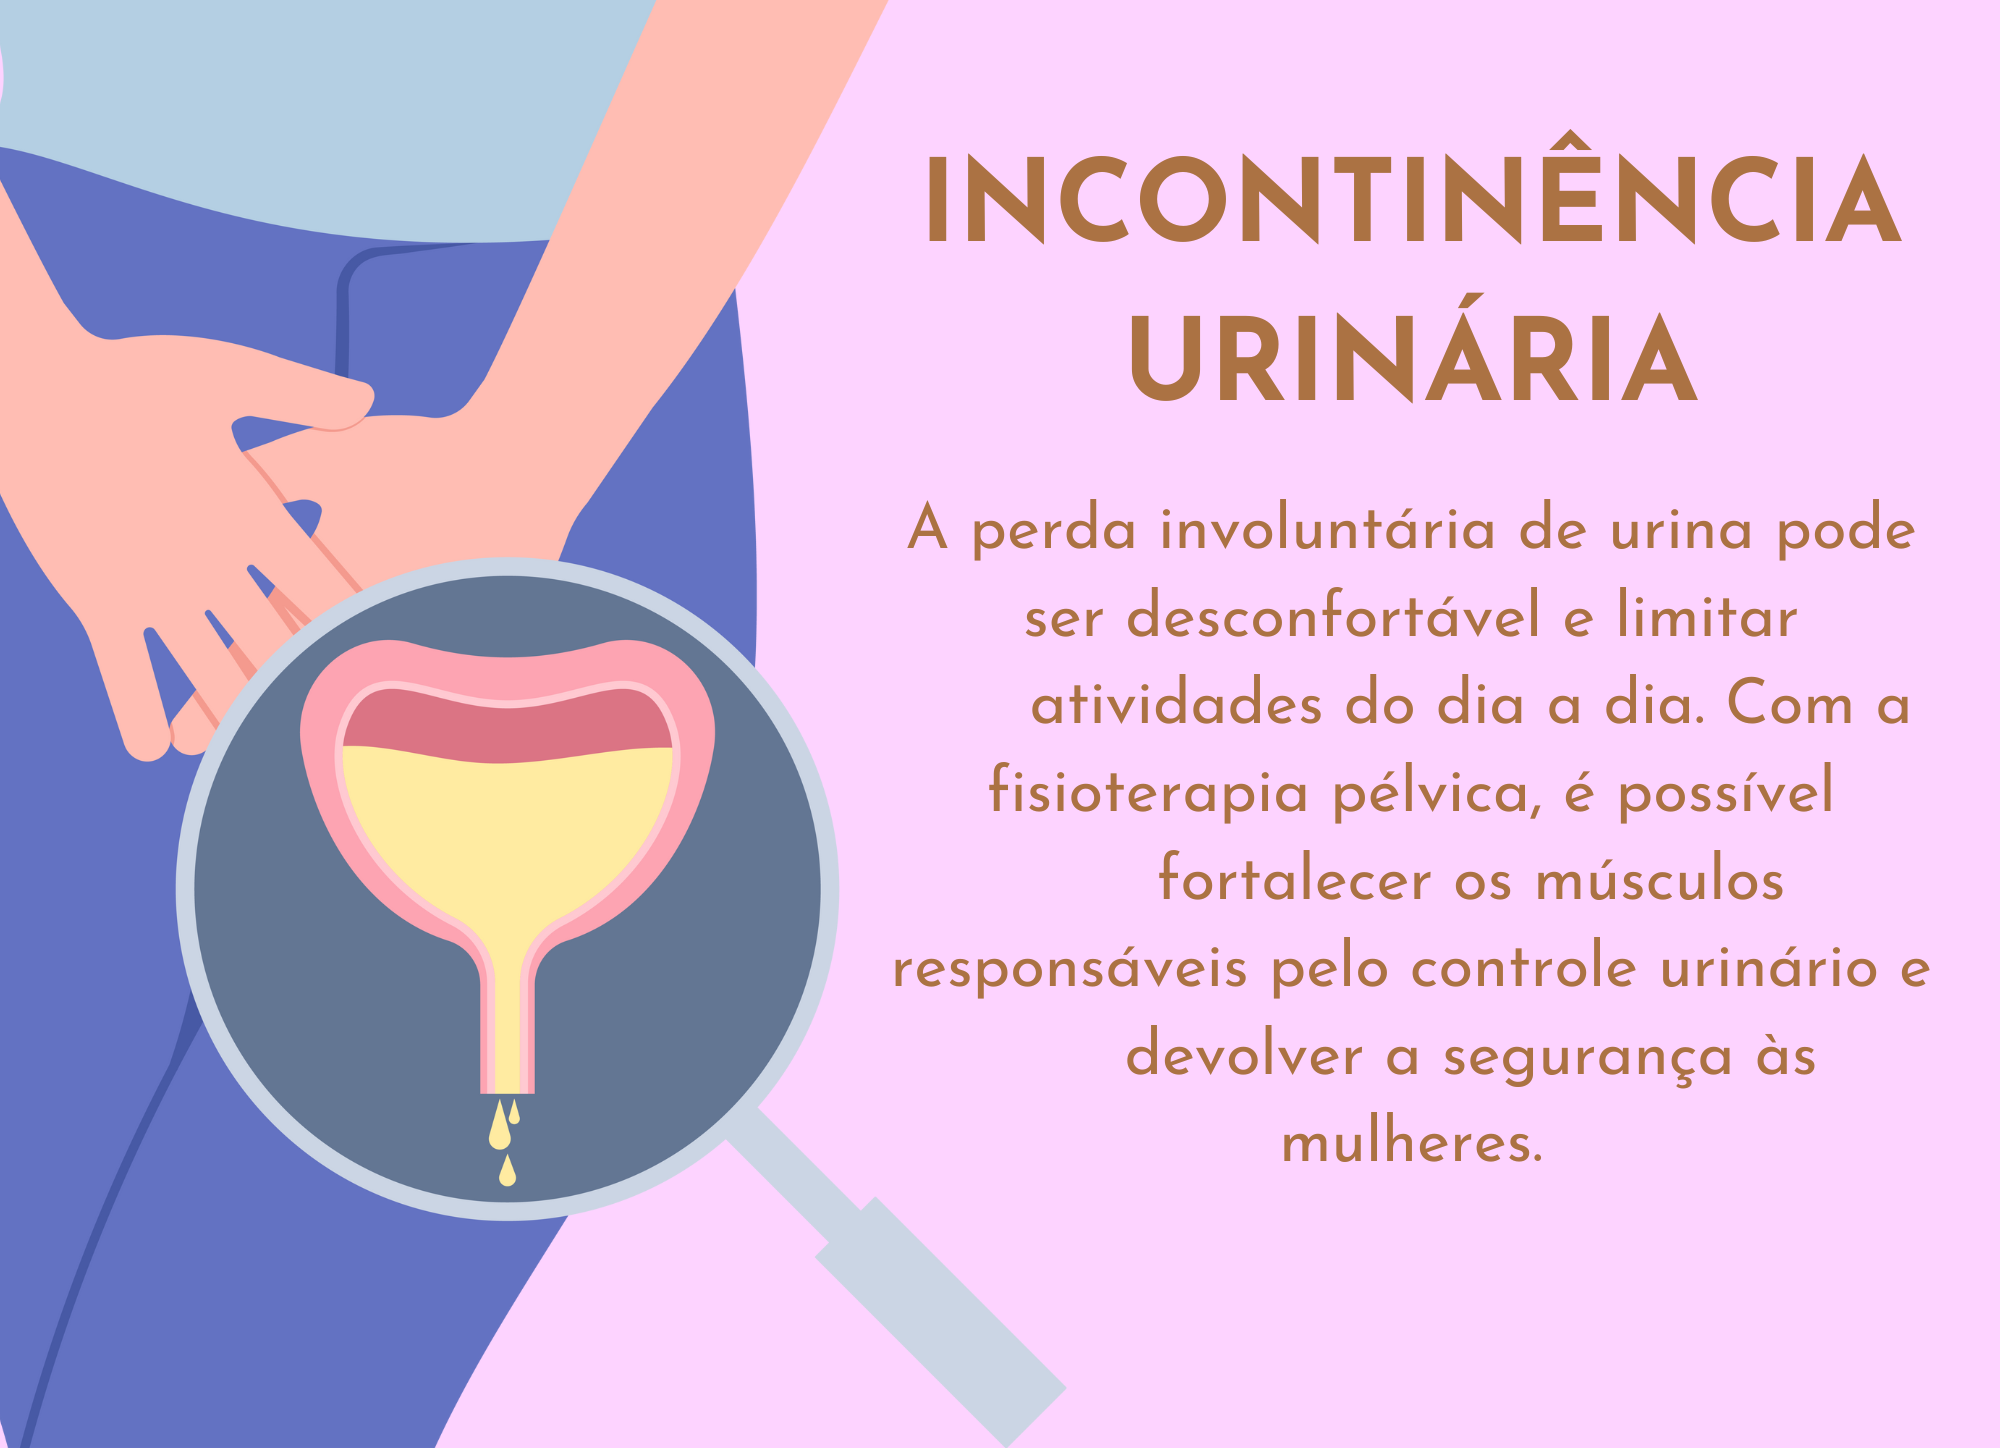 INCONTINÊNCIA
URINÁRIA
A perda involuntária de urina pode
ser desconfortável e limitar
atividades do dia a dia. Com a
fisioterapia pélvica, é possível
fortalecer os músculos
responsáveis pelo controle urinário e
devolver a segurança às
mulheres.